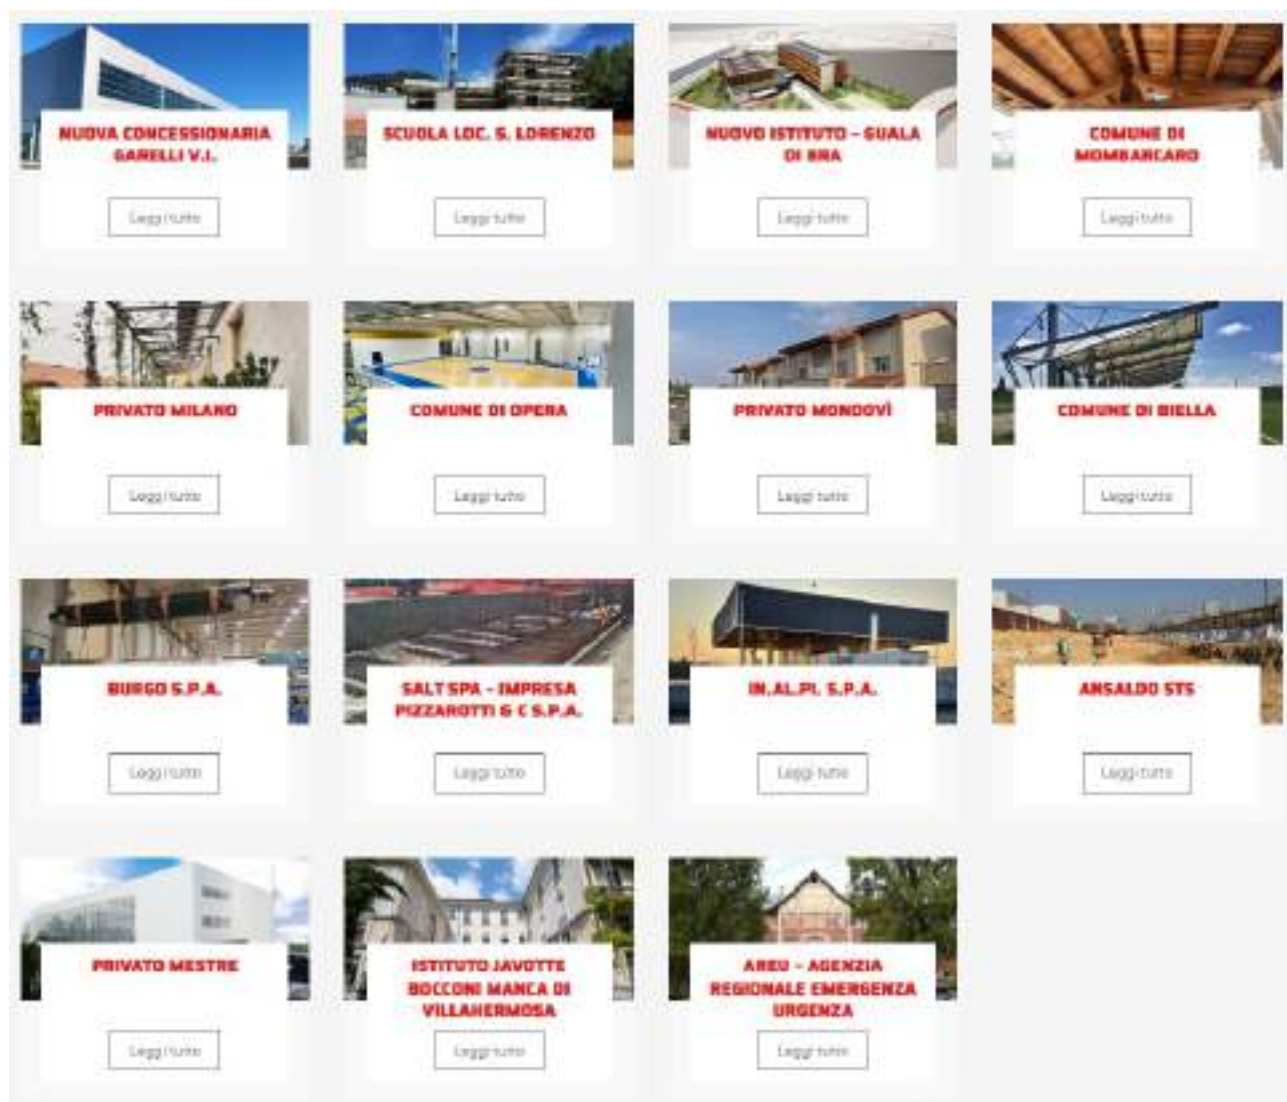 NUOVA CONCESSIONARIA
GARELLI V.I.
Leggi tutto
SCUOLA LOC. S. LORENZO
Leggi tutto
NUOVO ISTITUTO - GUALA
DI BRA
Leggi tutto
COMUNE DI
MOMBARCARO
Leggi tutto
PRIVATO MILANO
Leggi tutto
COMUNE DI OPERA
Leggi tutto
PRIVATO MONDOVÌ
Leggi tutto
COMUNE DI BIELLA
Leggi tutto
BURGO S.P.A.
Leggi tutto
SALT SPA - IMPRESA
PIZZAROTTI & C S.P.A.
Leggi tutto
IN.AL.PI. S.P.A.
Leggi tutto
ANSALDO STS
Leggi tutto
PRIVATO MESTRE
Leggi tutto
ISTITUTO JAVOTTE
BOCCONI MANCA DI
VILLAHERMOSA
Leggi tutto
AREU - AGENZIA
REGIONALE EMERGENZA
URGENZA
Leggi tutto